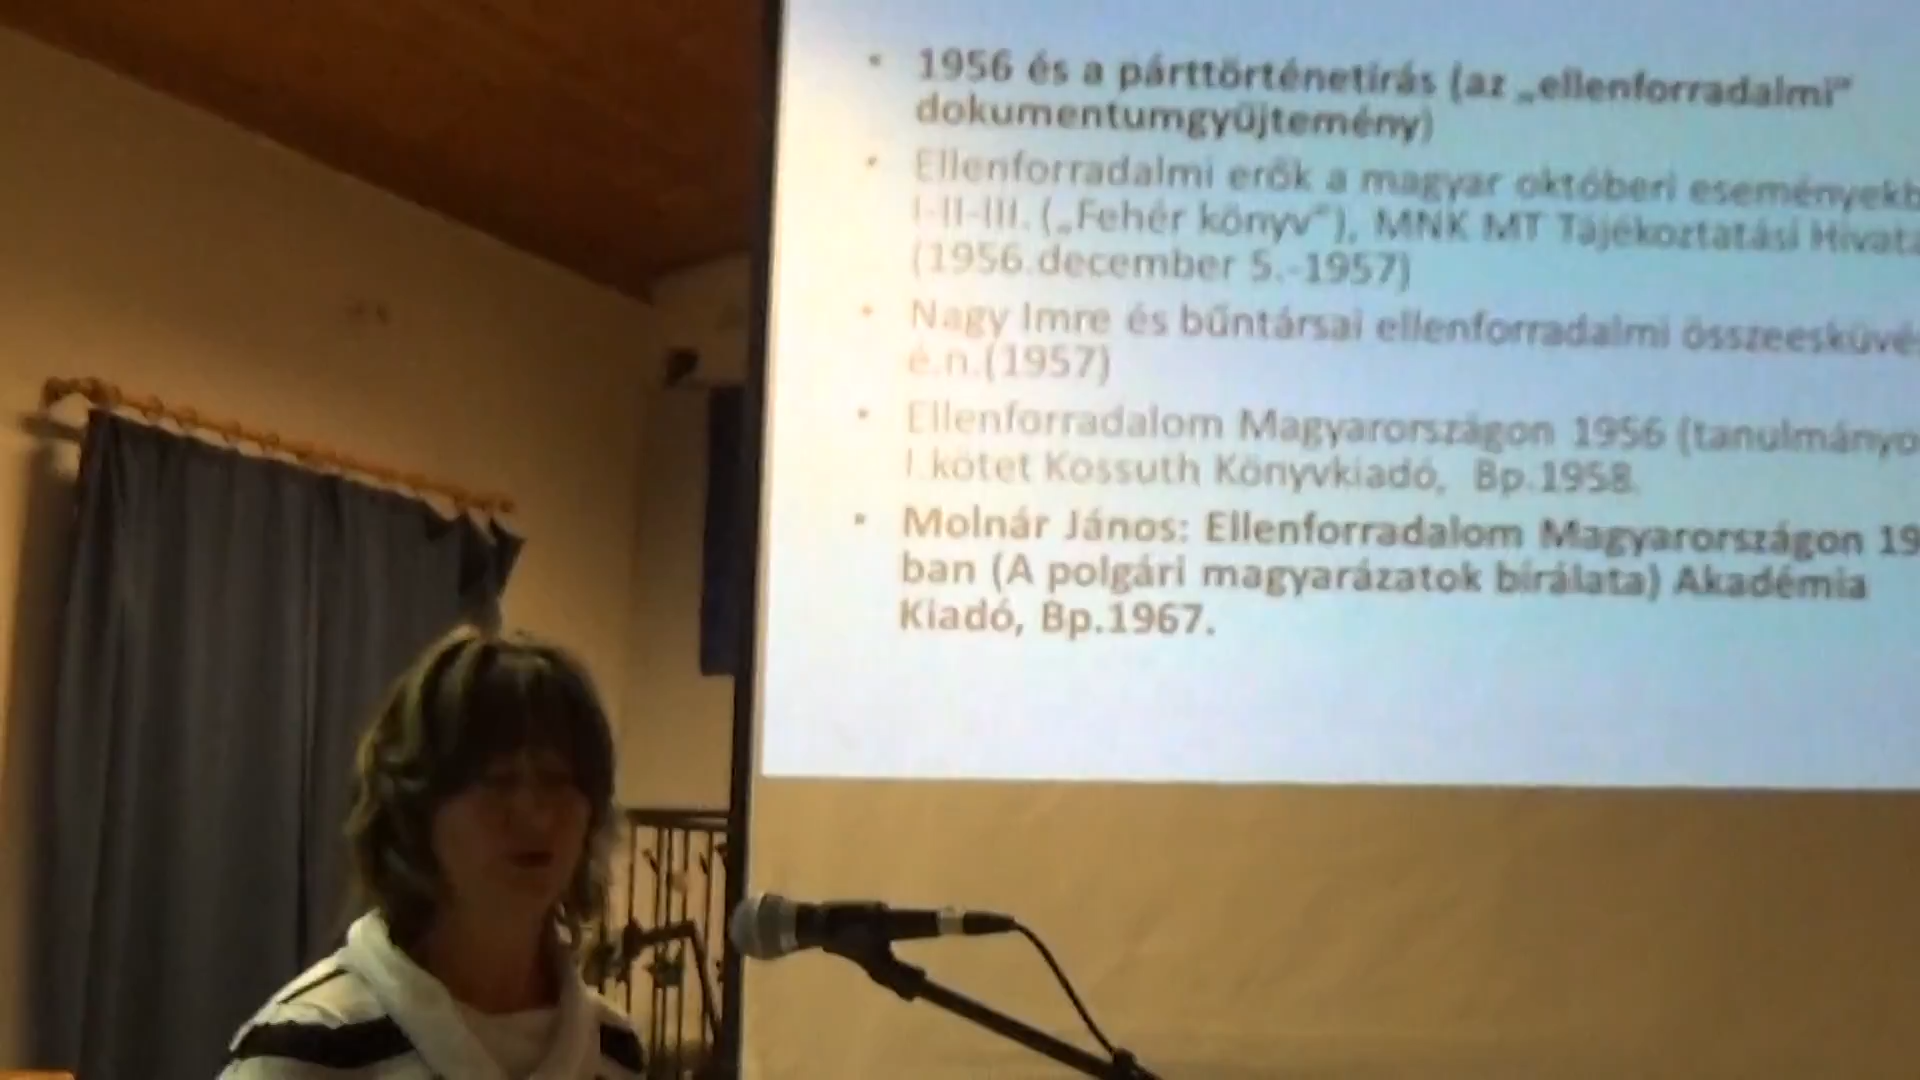 1956 és a párttörténetírás (az „ellenforradalmi"
dokumentumgyűjtemény)
Ellenforradalmi erők a magyar októberi eseményekb
I-II-III. („Fehér könyv"), MNK MT Tájékoztatási Hivata
(1956.december 5.-1957)
Nagy Imre és bűntársai ellenforradalmi összeesküvés
é.n.(1957)
Ellenforradalom Magyarországon 1956 (tanulmányo
I.kötet Kossuth Könyvkiadó, Bp.1958.
Molnár János: Ellenforradalom Magyarországon 19
ban (A polgári magyarázatok bírálata) Akadémia
Kiadó, Bp.1967.